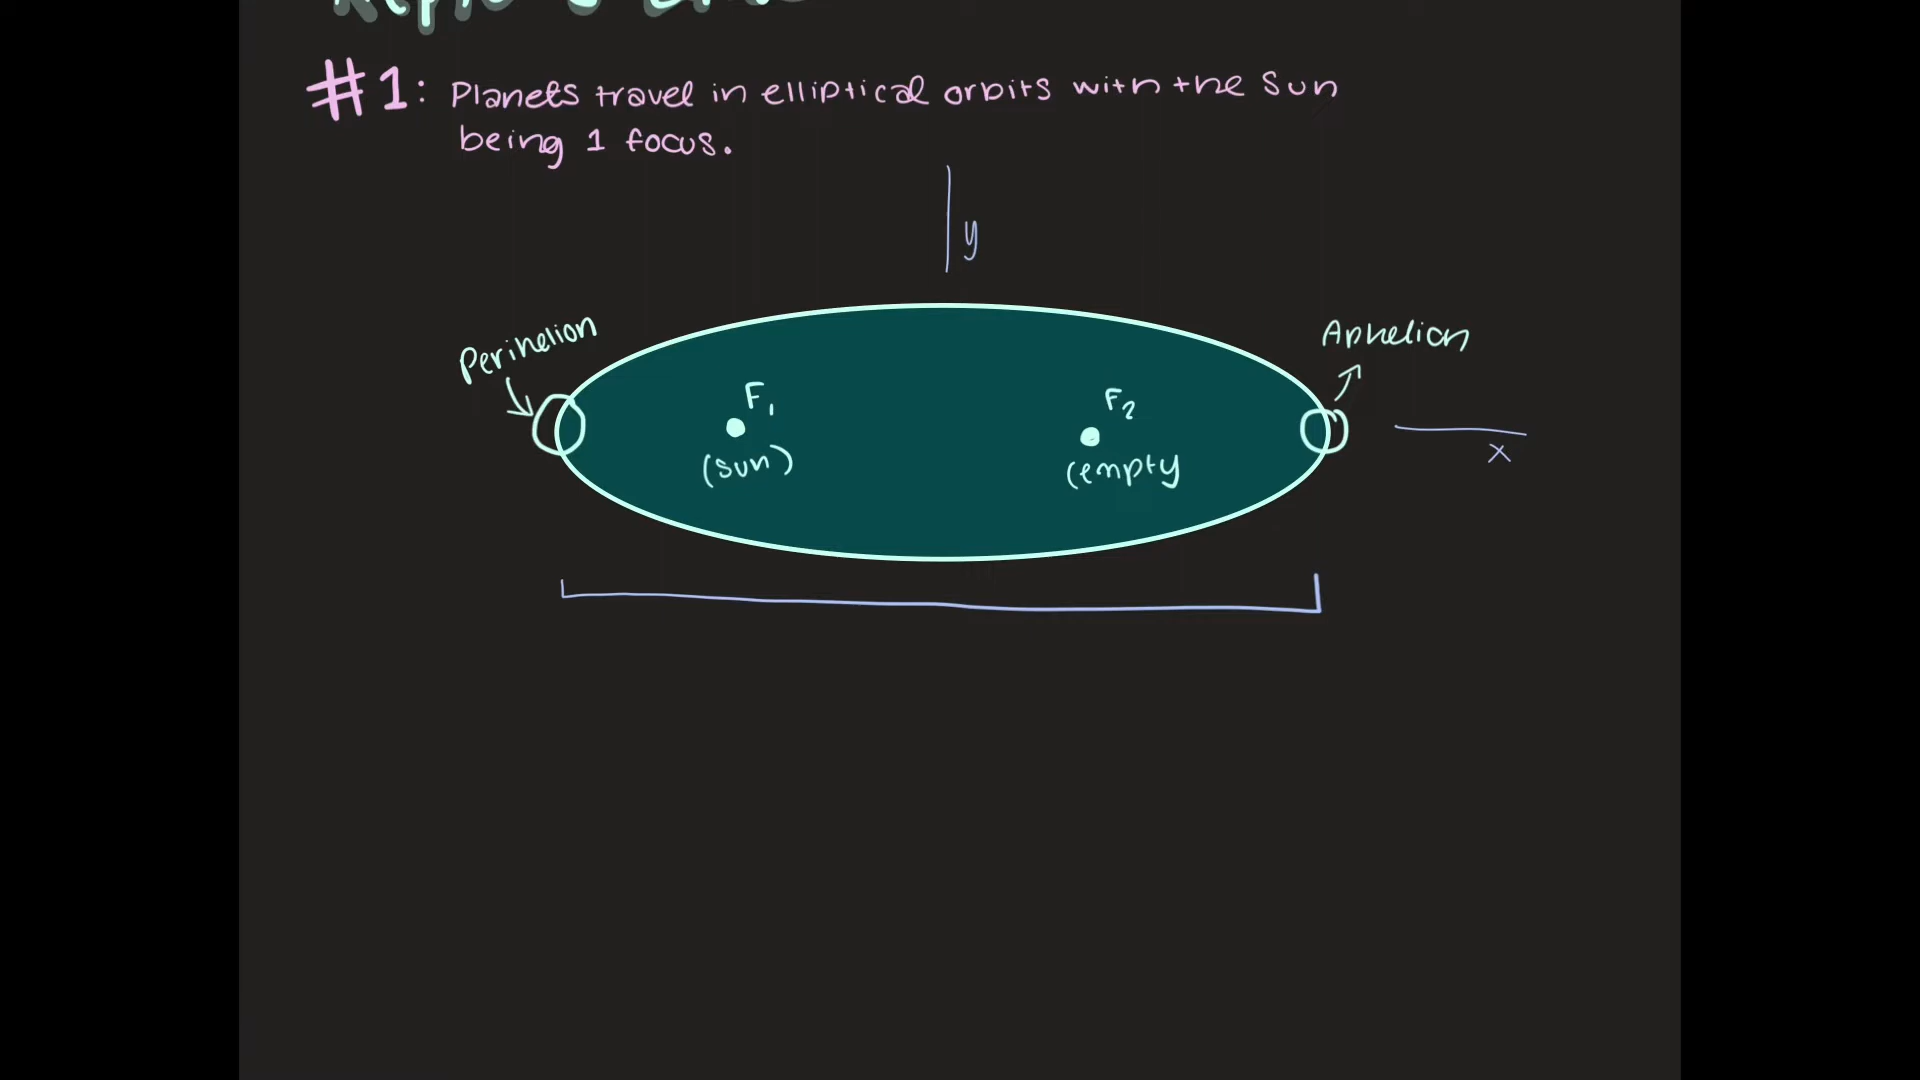 #1: Planets travel in elliptical orbits with the Sun
being 1 focus.
y
Perihelion
Aphelion
F1
F2
(sun)
(empty
x